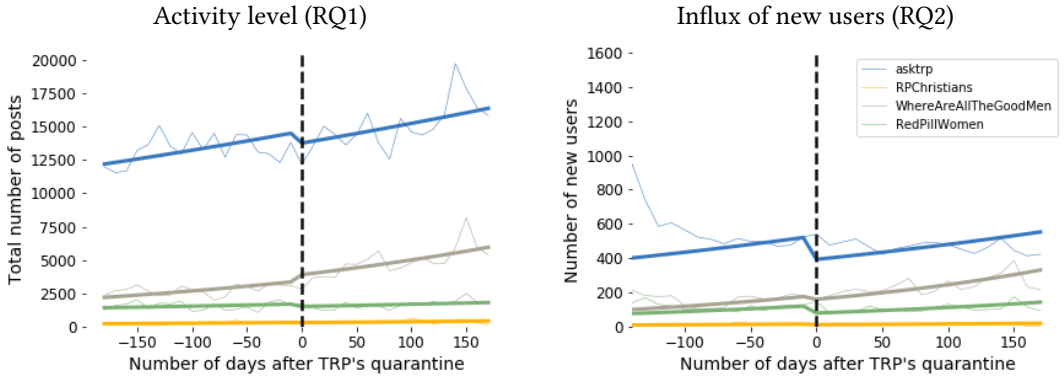 Activity level (RQ1)
20000
17500
15000
12500
10000
7500
5000
2500
0
Total number of posts
−150 −100 −50 0 50 100 150
Number of days after TRP's quarantine
Influx of new users (RQ2)
1600
1400
1200
1000
800
600
400
200
0
Number of new users
−100 −50 0 50 100 150
Number of days after TRP's quarantine
asktrp
RPChristians
WhereAreAllTheGoodMen
RedPillWomen